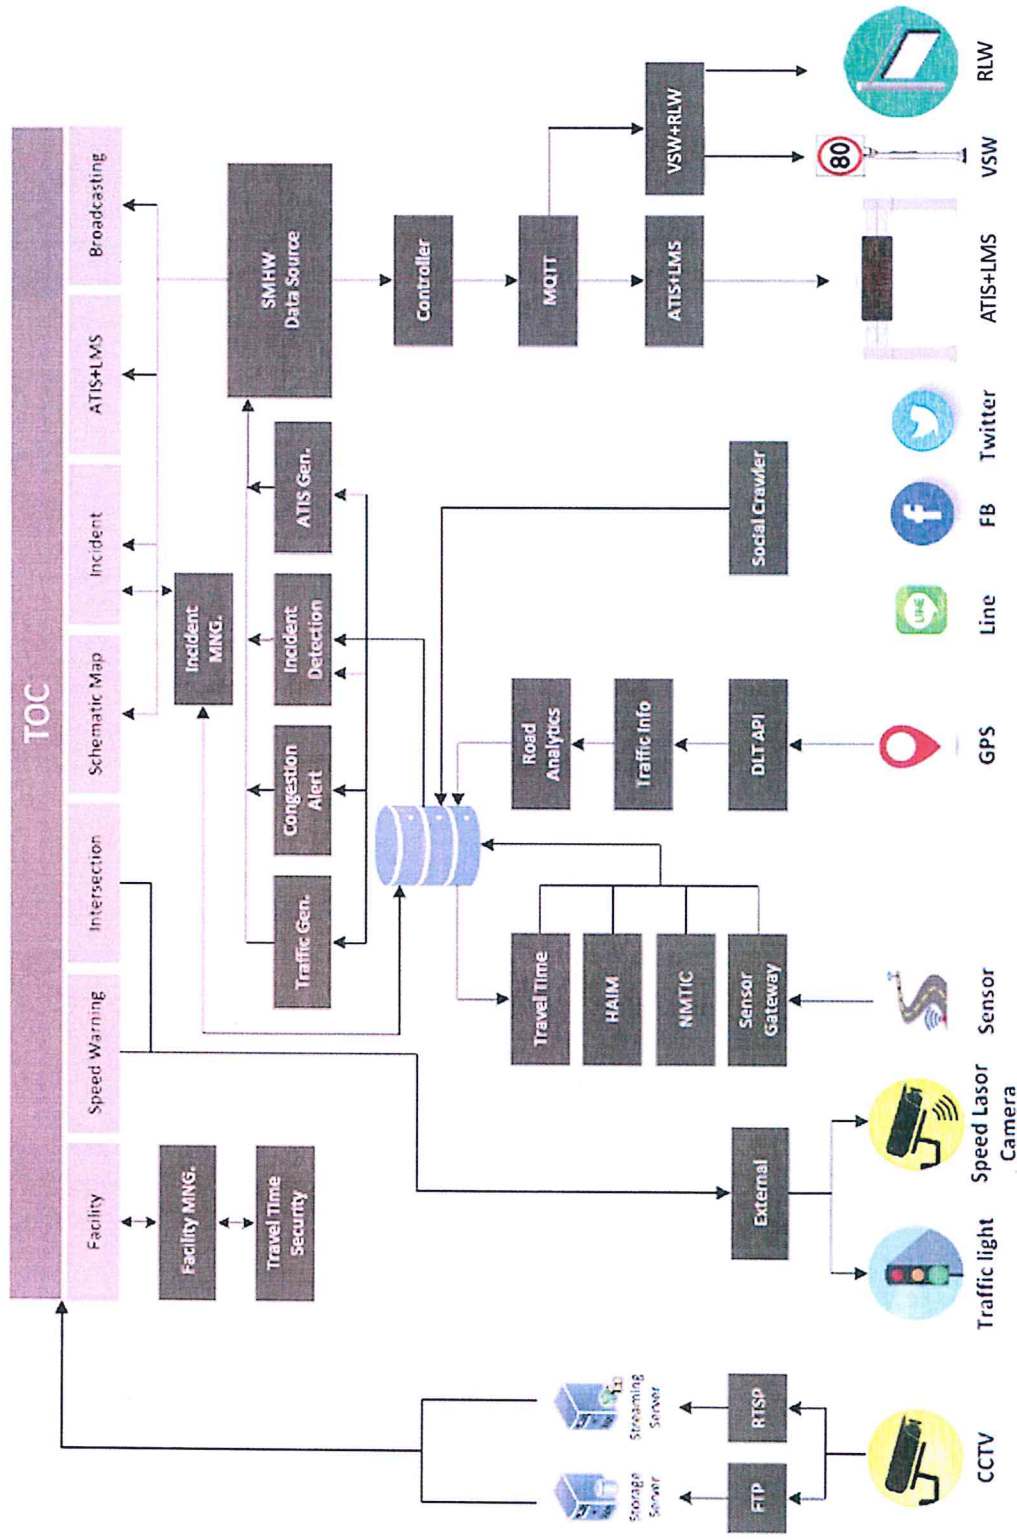 TOC
Facility
Speed Warning
Intersection
Schematic Map
Incident
ATIS+LMS
Broadcasting
Facility MNG.
Travel Time
Security
Incident
MNG.
Traffic Gen.
Congestion
Alert
Incident
Detection
ATIS Gen.
SMHW
Data Source
Controller
MQTT
ATIS+LMS
VSW+RLW
Storage
Server
Streaming
Server
FTP
RTSP
External
Travel Time
HAIM
NMTIC
Sensor
Gateway
Road
Analytics
Traffic Info
DLT API
Social Crawler
LINE
80
CCTV
Traffic light
Speed Lasor
Camera
Sensor
GPS
Line
FB
Twitter
ATIS+LMS
VSW
RLW